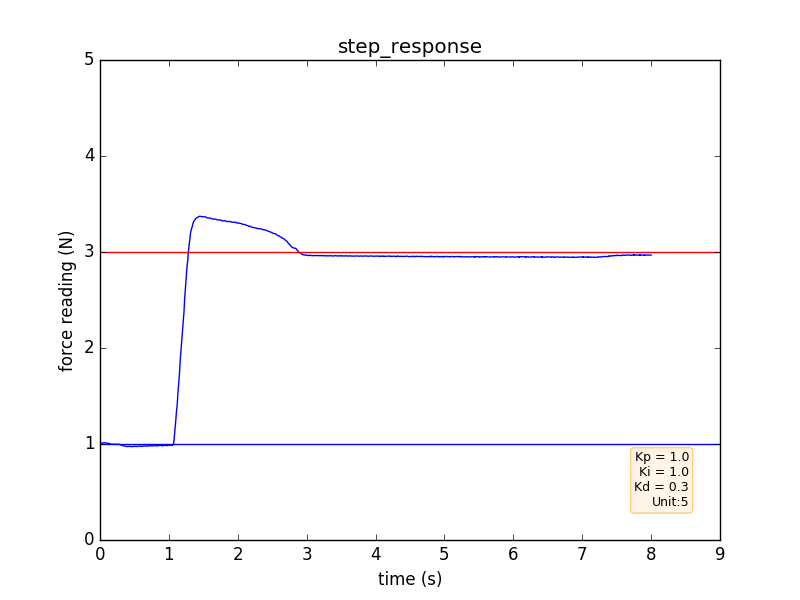 step_response
5
4
3
2
1
0
force reading (N)
Kp = 1.0
Ki = 1.0
Kd = 0.3
Unit:5
0 1 2 3 4 5 6 7 8 9
time (s)